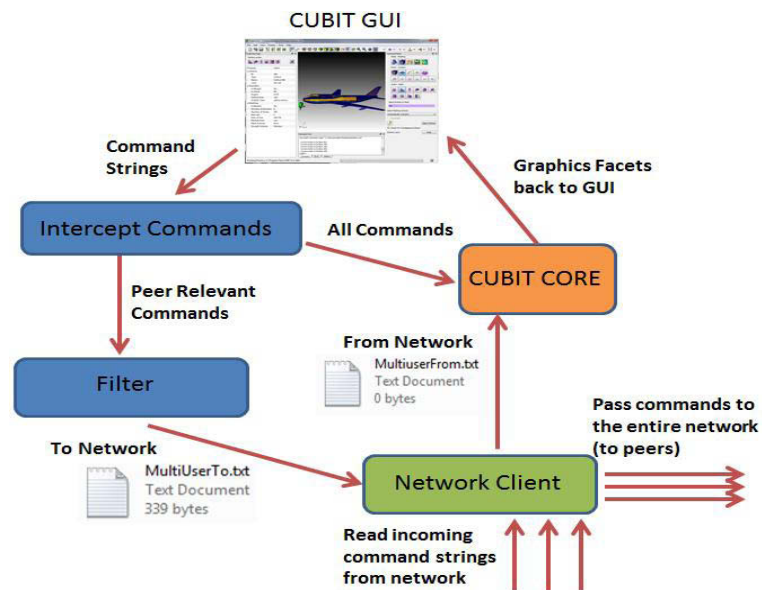 CUBIT GUI
Command
Strings
Graphics Facets
back to GUI
Intercept Commands
All Commands
CUBIT CORE
Peer Relevant
Commands
From Network
MultiuserFrom.txt
Text Document
0 bytes
Filter
Pass commands to
the entire network
(to peers)
To Network
MultiUserTo.txt
Text Document
339 bytes
Network Client
Read incoming
command strings
from network